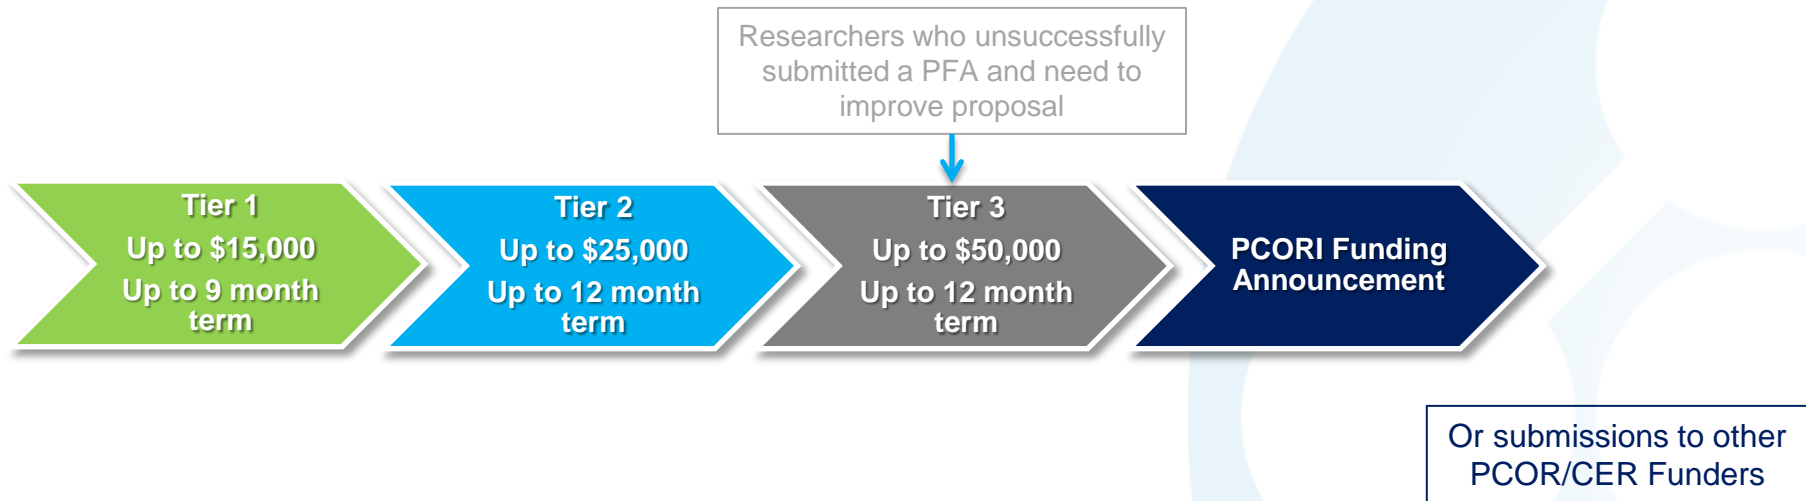 Researchers who unsuccessfully
submitted a PFA and need to
improve proposal
Tier 1
Up to $15,000
Up to 9 month
term
Tier 2
Up to $25,000
Up to 12 month
term
Tier 3
Up to $50,000
Up to 12 month
term
PCORI Funding
Announcement
Or submissions to other
PCOR/CER Funders